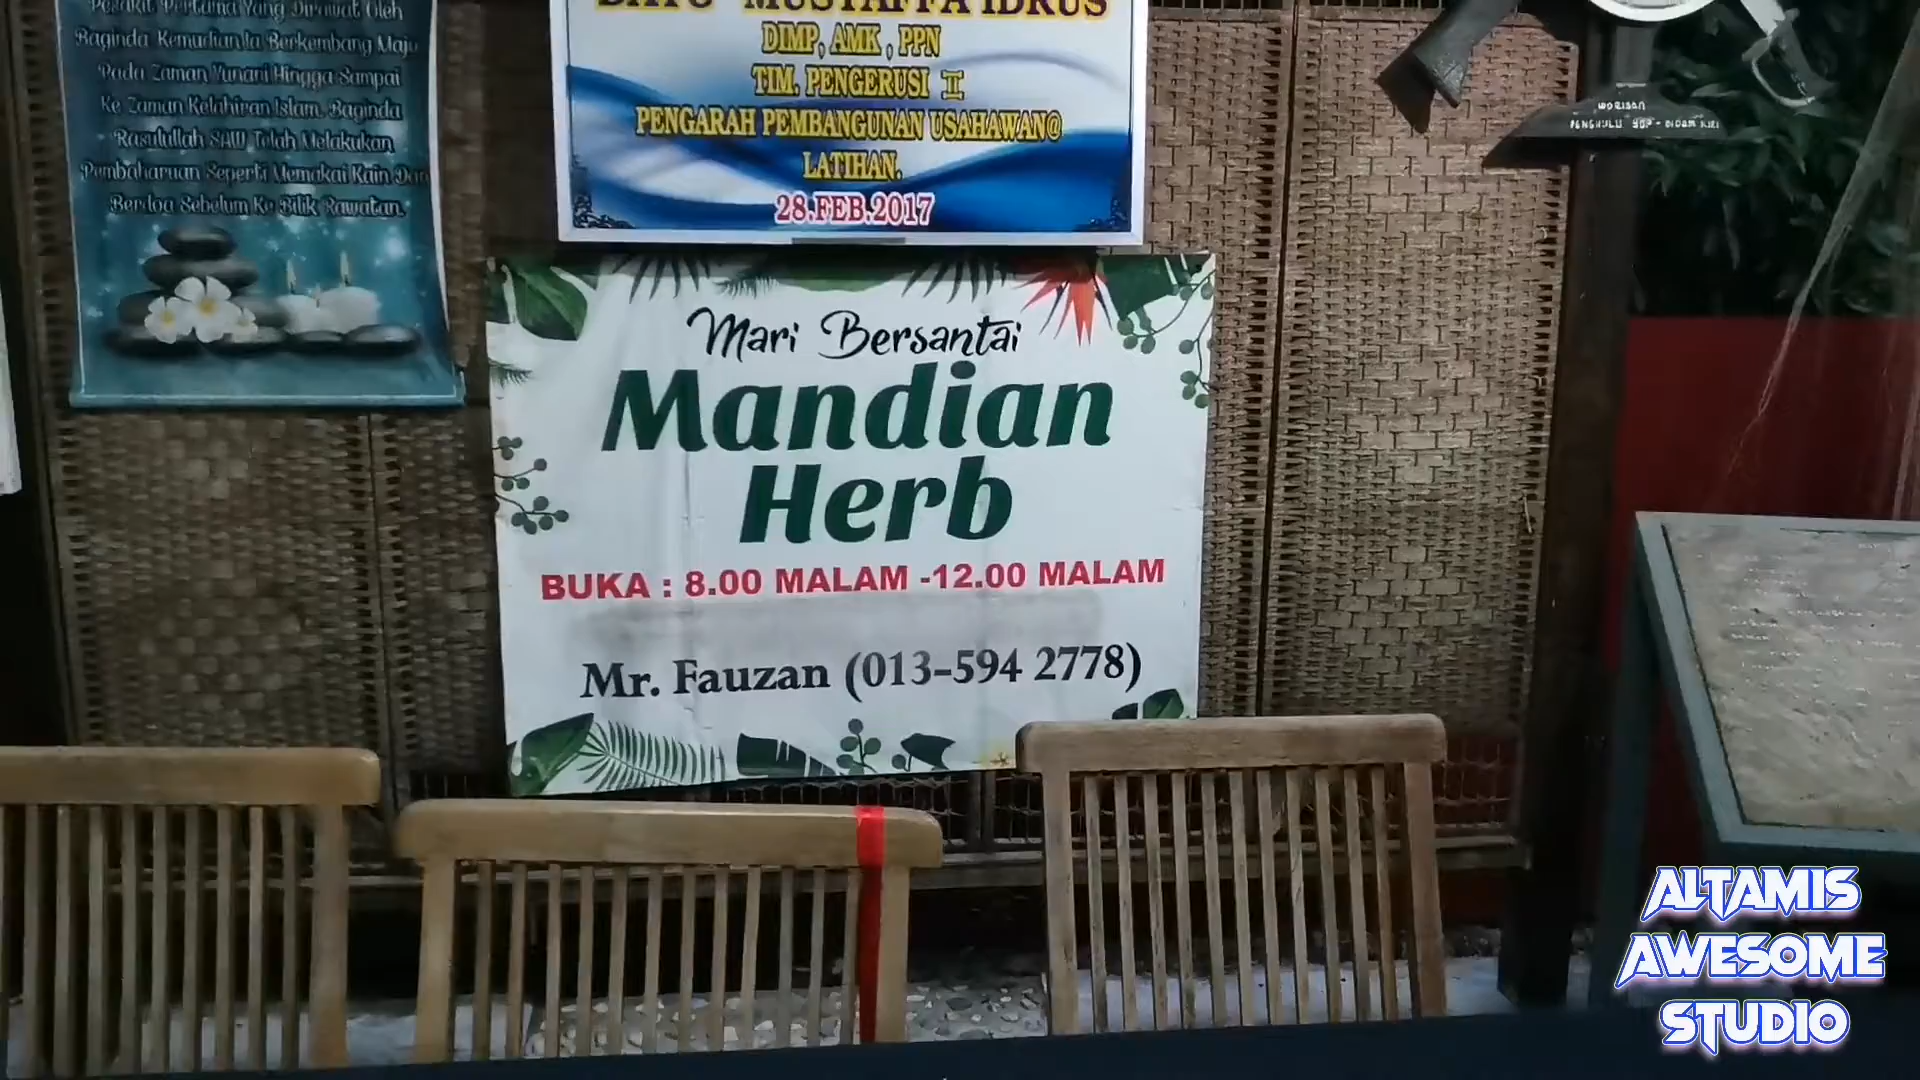 Pesakit Pertama Yang Dirawat Oleh
Baginda Kemudian Ia Berkembang Maju
Pada Zaman Yunani Hingga Sampai
Ke Zaman Kelahiran Islam. Baginda
Rasulullah SAW Telah Melakukan
Pembaharuan Seperti Memakai Kain Dan
Berdoa Sebelum Ke Bilik Rawatan.
MUSTAFFA IDRUS
DIMP, AMK , PPN
TIM. PENGERUSI II
PENGARAH PEMBANGUNAN USAHAWAN@
LATIHAN.
28.FEB.2017
Mari Bersantai
Mandian
Herb
BUKA : 8.00 MALAM -12.00 MALAM
Mr. Fauzan (013-594 2778)
WARISAN
PENGHULU
ALTAMIS
AWESOME
STUDIO